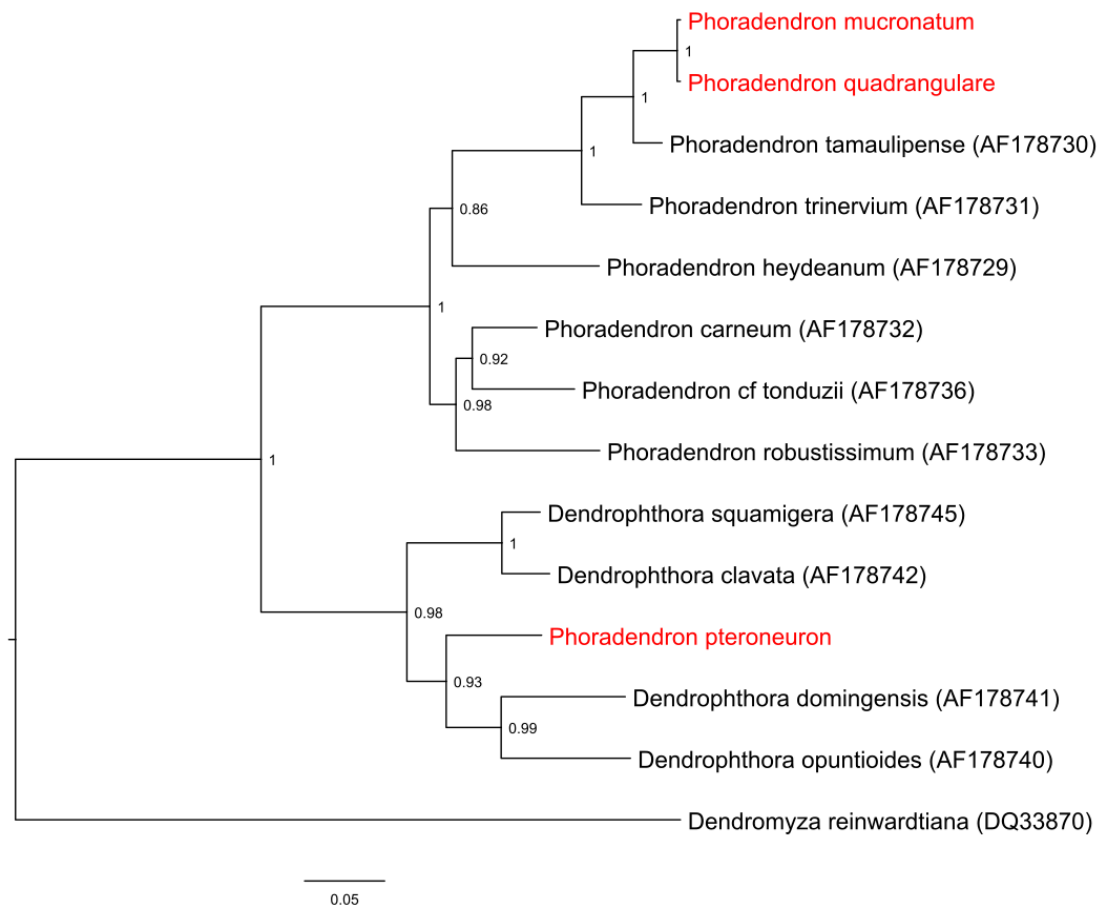 Phoradendron mucronatum
1
Phoradendron quadrangulare
1
Phoradendron tamaulipense (AF178730)
1
Phoradendron trinervium (AF178731)
0.86
Phoradendron heydeanum (AF178729)
1
Phoradendron carneum (AF178732)
0.92
Phoradendron cf tonduzii (AF178736)
0.98
Phoradendron robustissimum (AF178733)
1
Dendrophthora squamigera (AF178745)
1
Dendrophthora clavata (AF178742)
0.98
Phoradendron pteroneuron
0.93
Dendrophthora domingensis (AF178741)
0.99
Dendrophthora opuntioides (AF178740)
Dendromyza reinwardtiana (DQ33870)
0.05